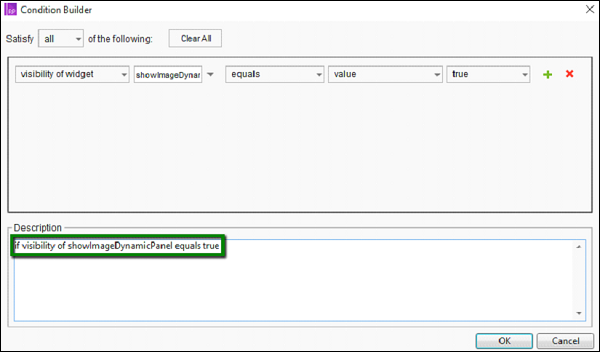 Condition Builder
Satisfy all of the following: Clear All
visibility of widget showImageDynar equals value true
Description
if visibility of showImageDynamicPanel equals true
OK Cancel